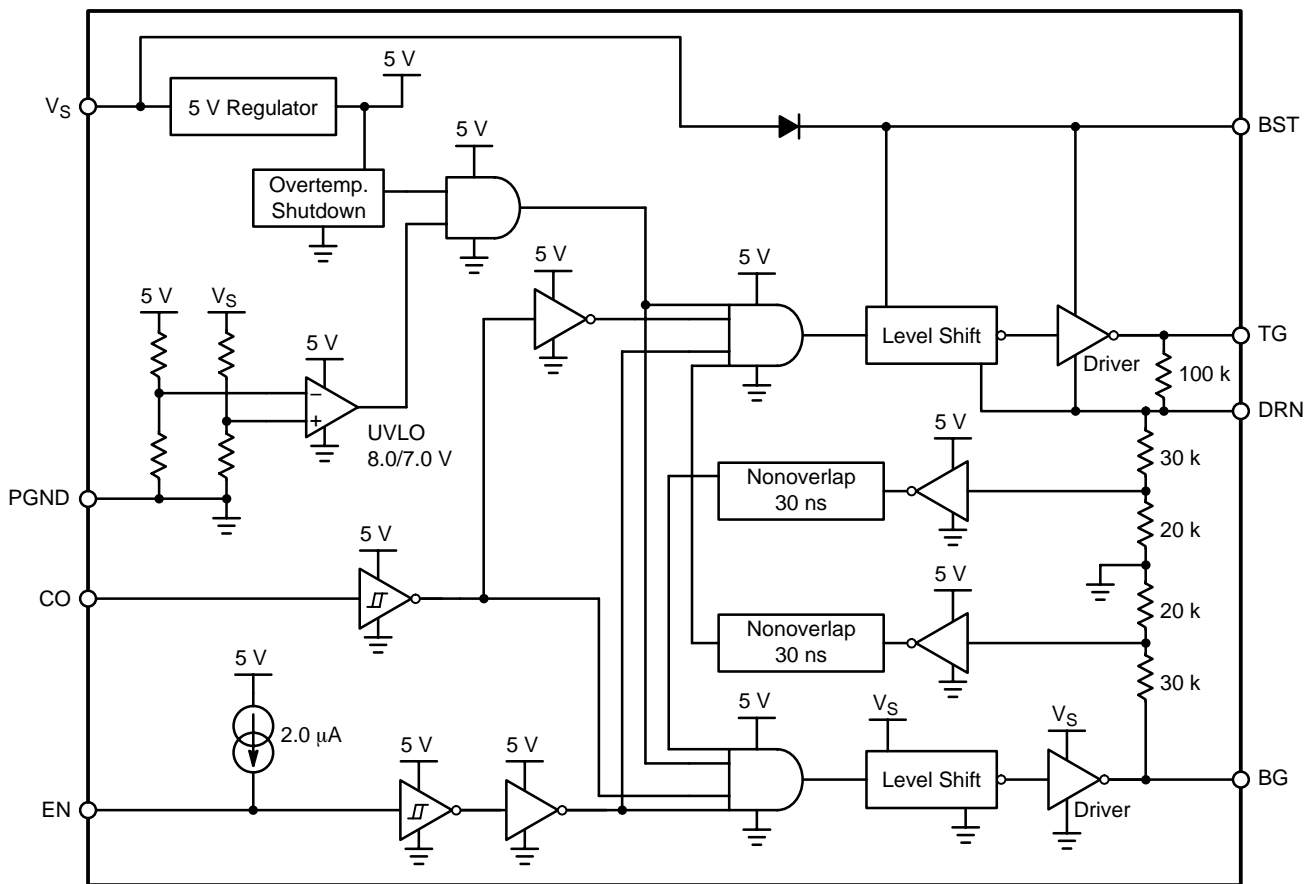 5 V
VS
5 V Regulator
5 V
BST
Overtemp.
Shutdown
5 V
5 V
5 V
VS
5 V
Level Shift
TG
Driver
100 k
−
+
DRN
UVLO
8.0/7.0 V
5 V
30 k
Nonoverlap
30 ns
PGND
20 k
5 V
5 V
CO
20 k
Nonoverlap
30 ns
5 V
30 k
5 V
VS
VS
2.0 μA
5 V
5 V
Level Shift
BG
EN
Driver